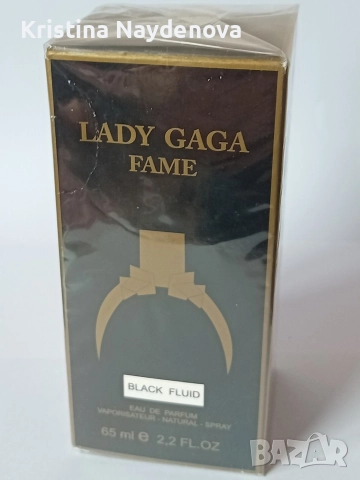 Kristina Naydenova
LADY GAGA
FAME
BLACK FLUID
EAU DE PARFUM
VAPORISATEUR - NATURAL - SPRAY
65 ml e 2,2 FL.OZ
bazar